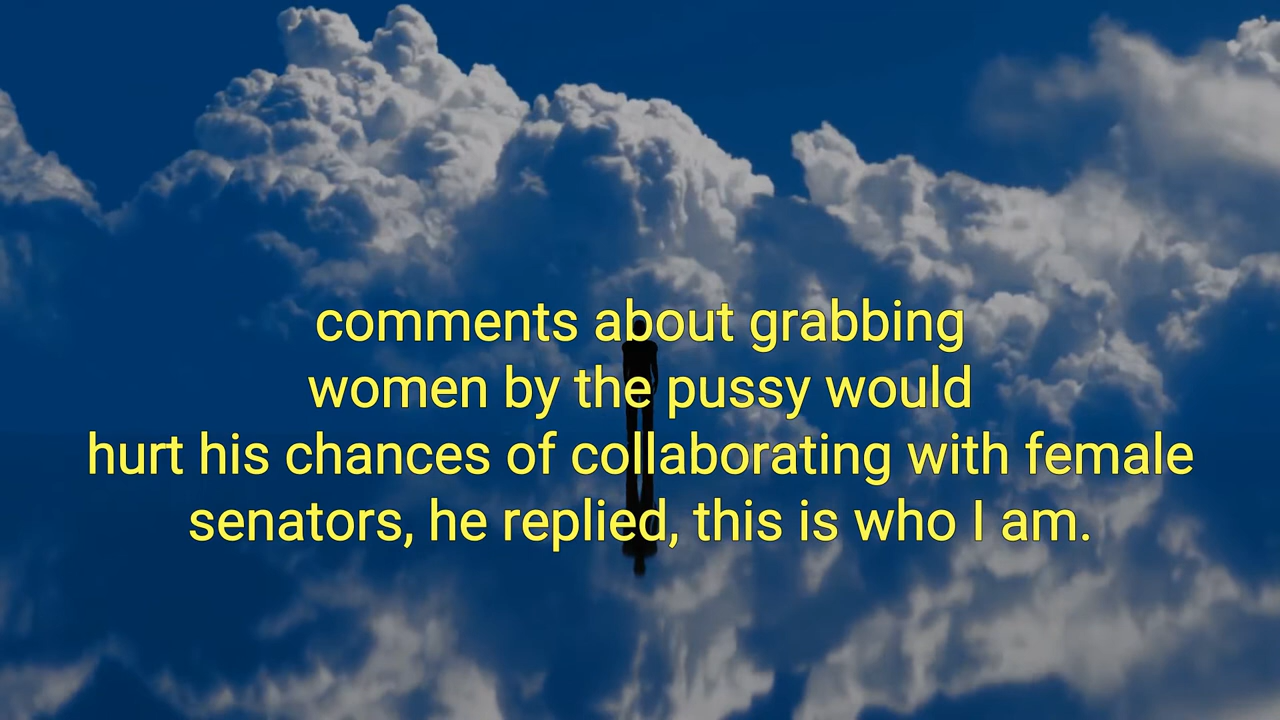 comments about grabbing
women by the pussy would
hurt his chances of collaborating with female
senators, he replied, this is who I am.